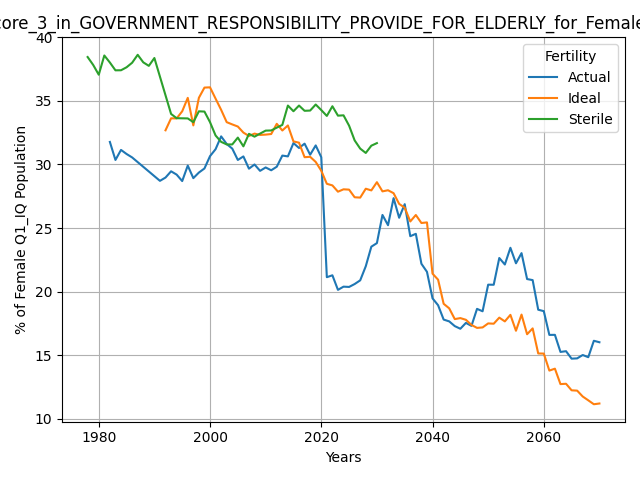 core_3_in_GOVERNMENT_RESPONSIBILITY_PROVIDE_FOR_ELDERLY_for_Female
40
35
30
25
20
15
10
% of Female Q1_IQ Population
Fertility
Actual
Ideal
Sterile
1980
2000
2020
2040
2060
Years